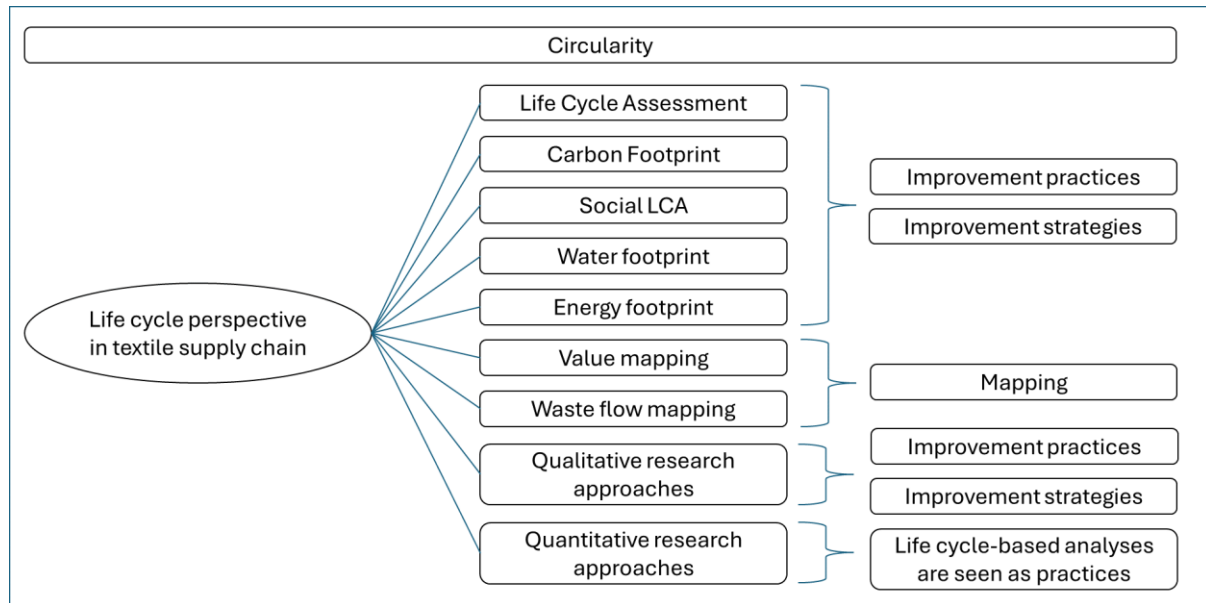 Circularity
Life Cycle Assessment
Carbon Footprint
Social LCA
Water footprint
Energy footprint
Value mapping
Waste flow mapping
Qualitative research
approaches
Quantitative research
approaches
Life cycle perspective
in textile supply chain
Improvement practices
Improvement strategies
Mapping
Improvement practices
Improvement strategies
Life cycle-based analyses
are seen as practices